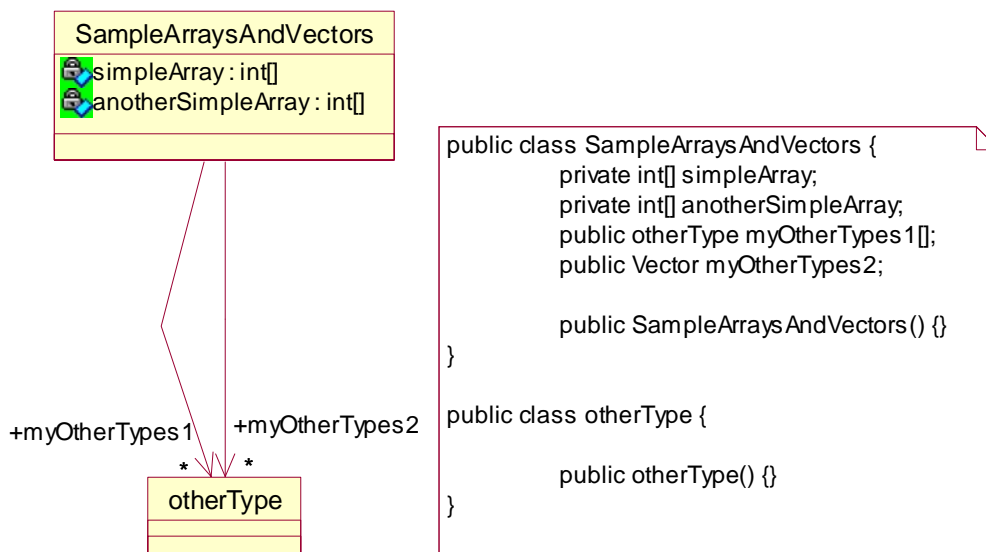 SampleArraysAndVectors
simpleArray : int[]
anotherSimpleArray : int[]
+myOtherTypes1
+myOtherTypes2
*
*
otherType
public class SampleArraysAndVectors {
private int[] simpleArray;
private int[] anotherSimpleArray;
public otherType myOtherTypes1[];
public Vector myOtherTypes2;
public SampleArraysAndVectors() {}
}
public class otherType {
public otherType() {}
}